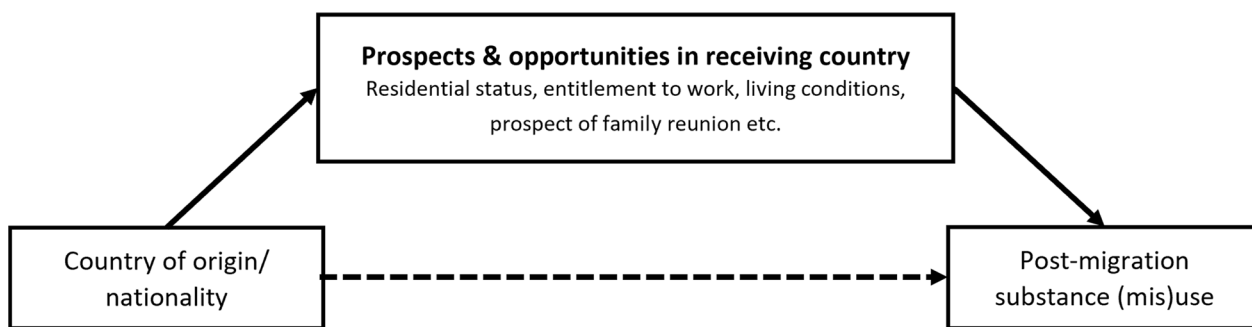 Prospects & opportunities in receiving country
Residential status, entitlement to work, living conditions,
prospect of family reunion etc.
Country of origin/
nationality
Post-migration
substance (mis)use